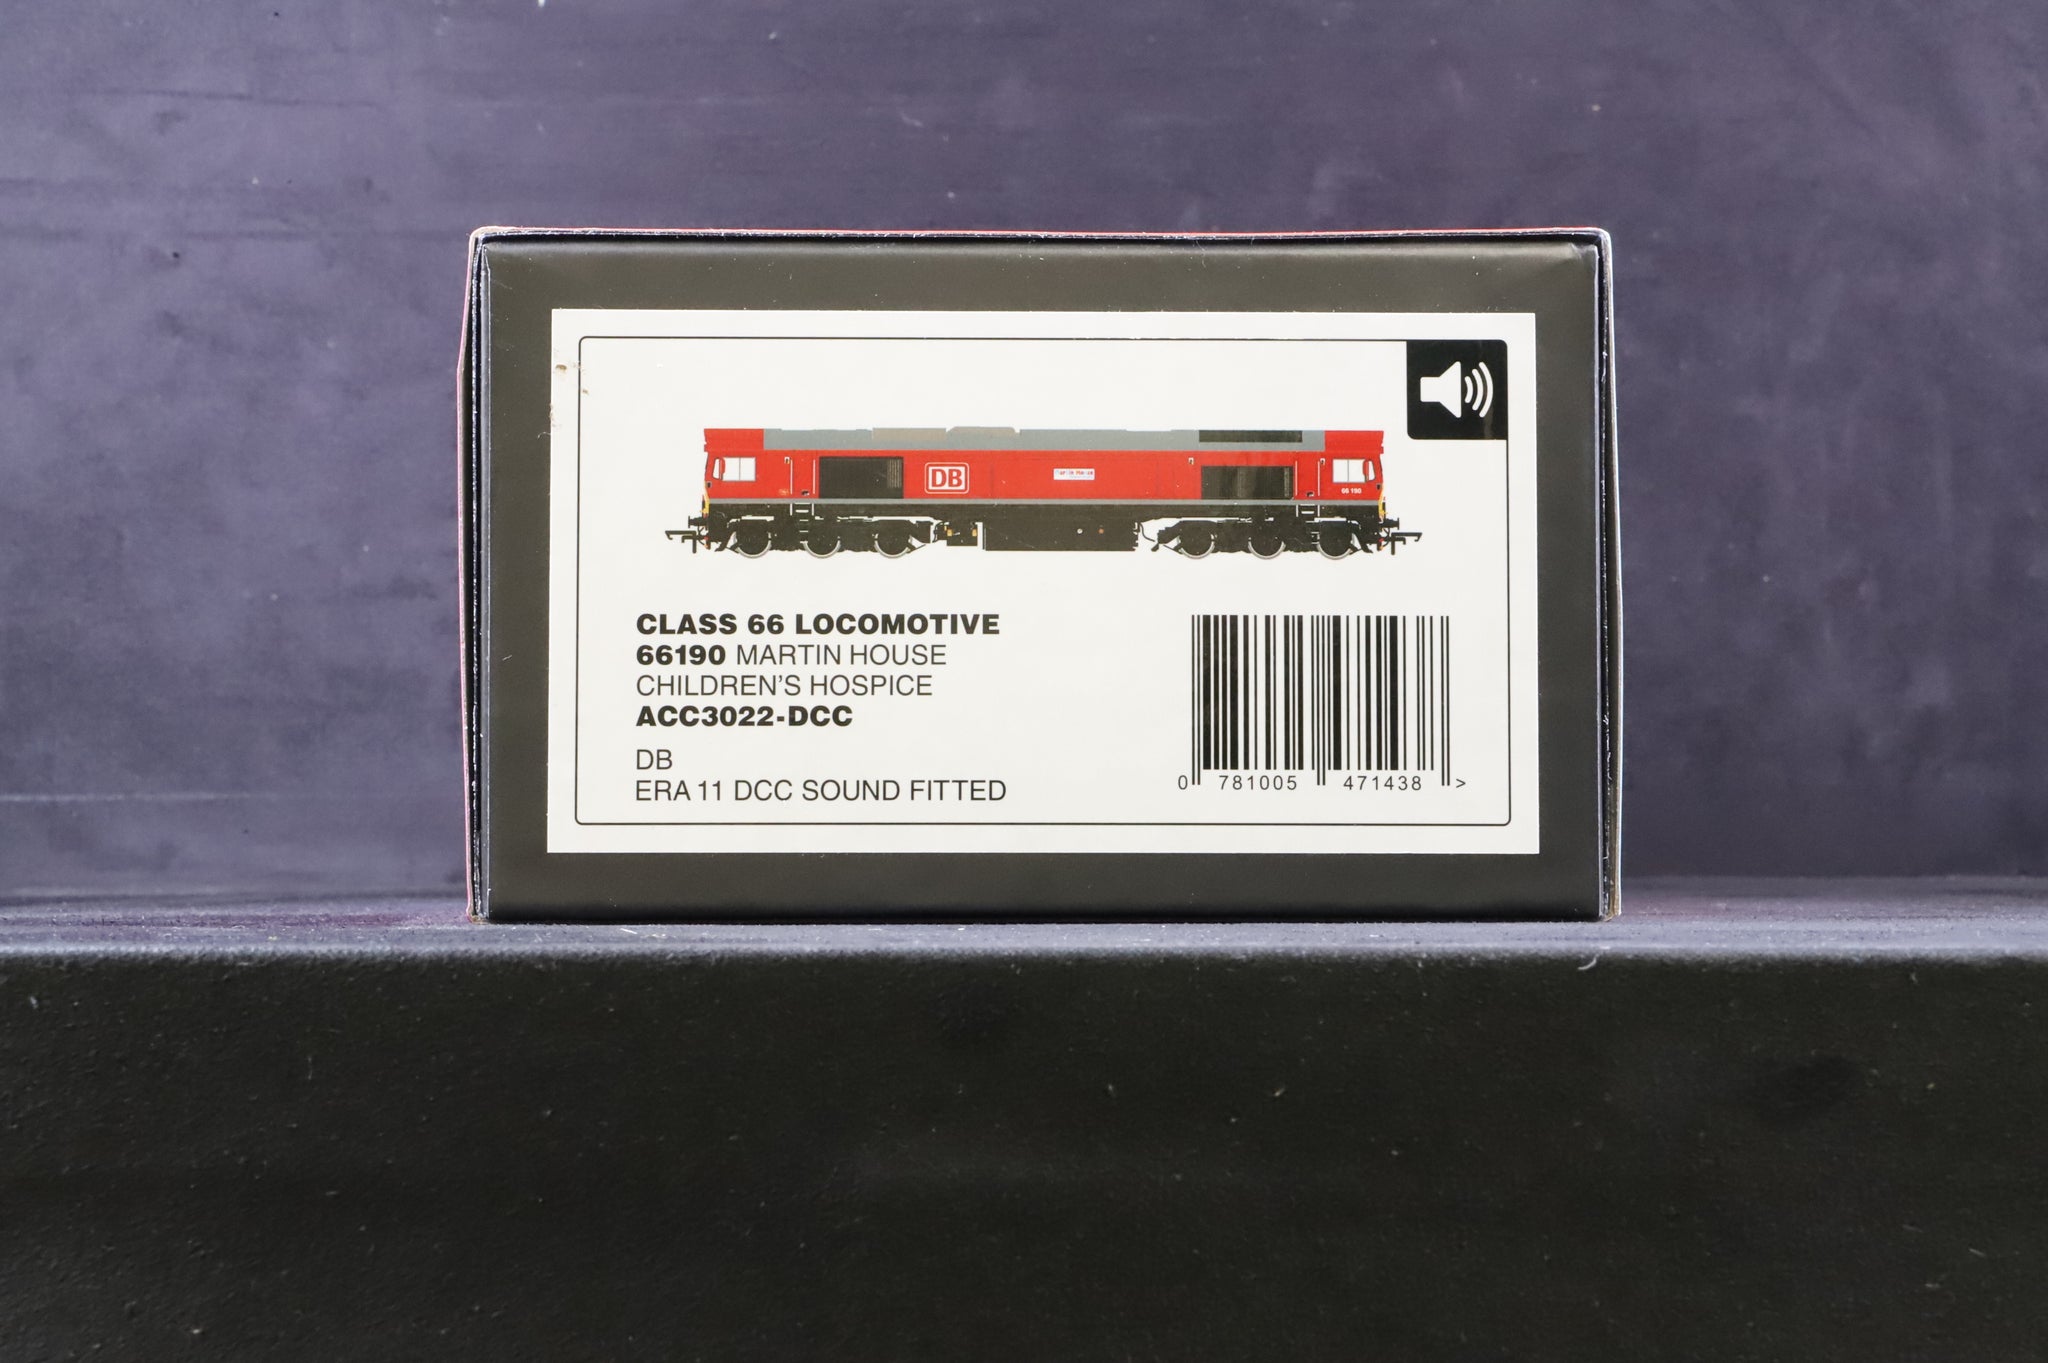 DB
66 190
CLASS 66 LOCOMOTIVE
66190 MARTIN HOUSE
CHILDREN'S HOSPICE
ACC3022-DCC
DB
ERA 11 DCC SOUND FITTED
0 781005 471438 >